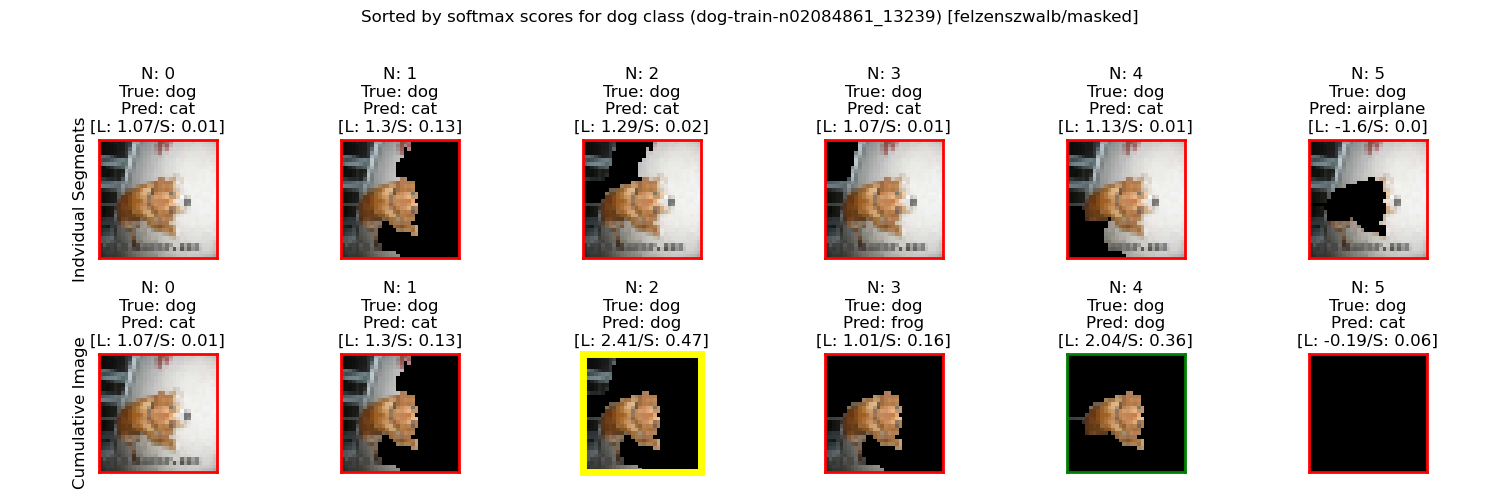 Sorted by softmax scores for dog class (dog-train-n02084861_13239) [felzenszwalb/masked]
Indvidual Segments
N: 0
True: dog
Pred: cat
[L: 1.07/S: 0.01]
N: 1
True: dog
Pred: cat
[L: 1.3/S: 0.13]
N: 2
True: dog
Pred: cat
[L: 1.29/S: 0.02]
N: 3
True: dog
Pred: cat
[L: 1.07/S: 0.01]
N: 4
True: dog
Pred: cat
[L: 1.13/S: 0.01]
N: 5
True: dog
Pred: airplane
[L: -1.6/S: 0.0]
Cumulative Image
N: 0
True: dog
Pred: cat
[L: 1.07/S: 0.01]
N: 1
True: dog
Pred: cat
[L: 1.3/S: 0.13]
N: 2
True: dog
Pred: dog
[L: 2.41/S: 0.47]
N: 3
True: dog
Pred: frog
[L: 1.01/S: 0.16]
N: 4
True: dog
Pred: dog
[L: 2.04/S: 0.36]
N: 5
True: dog
Pred: cat
[L: -0.19/S: 0.06]